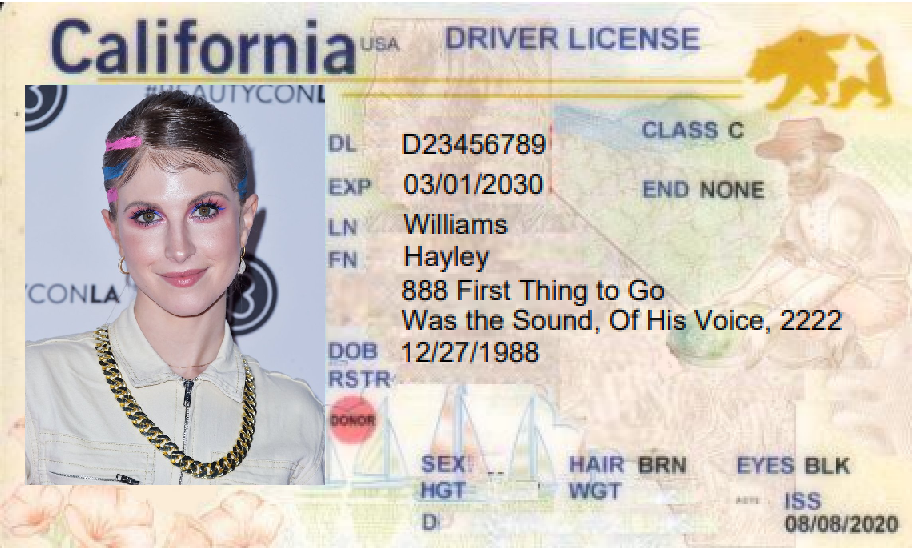 California USA DRIVER LICENSE
#BEAUTYCONL
DL D23456789 CLASS C
EXP 03/01/2030 END NONE
LN Williams
FN Hayley
YCONLA
888 First Thing to Go
Was the Sound, Of His Voice, 2222
DOB 12/27/1988
RSTR
DONOR
SEX HAIR BRN EYES BLK
HGT WGT ISS
D 08/08/2020